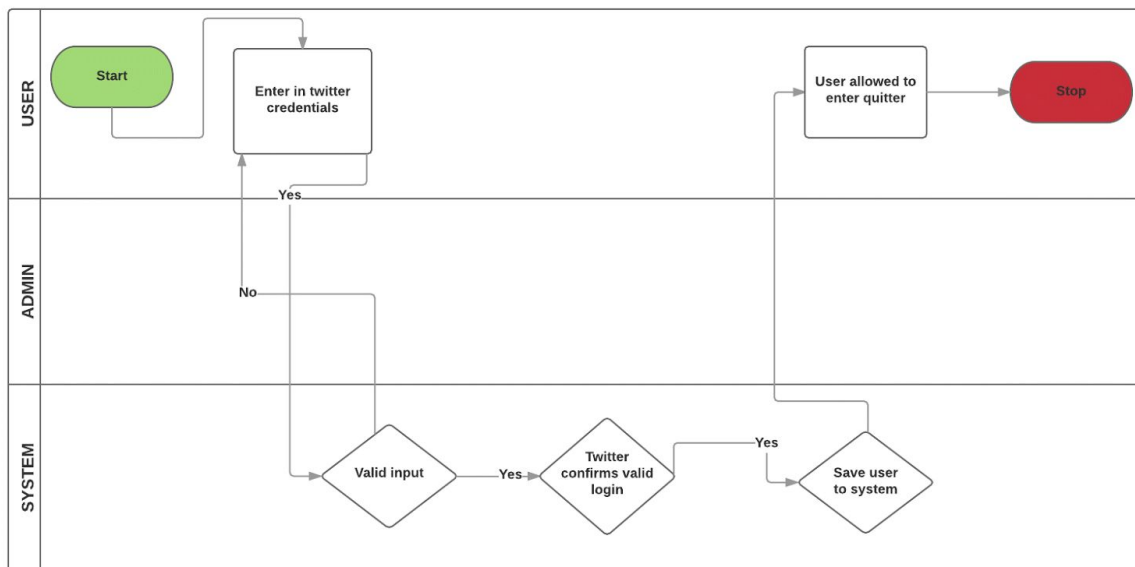 USER
Start
Enter in twitter
credentials
User allowed to
enter quitter
Stop
Yes
ADMIN
No
SYSTEM
Valid input
Yes
Twitter
confirms valid
login
Yes
Save user
to system